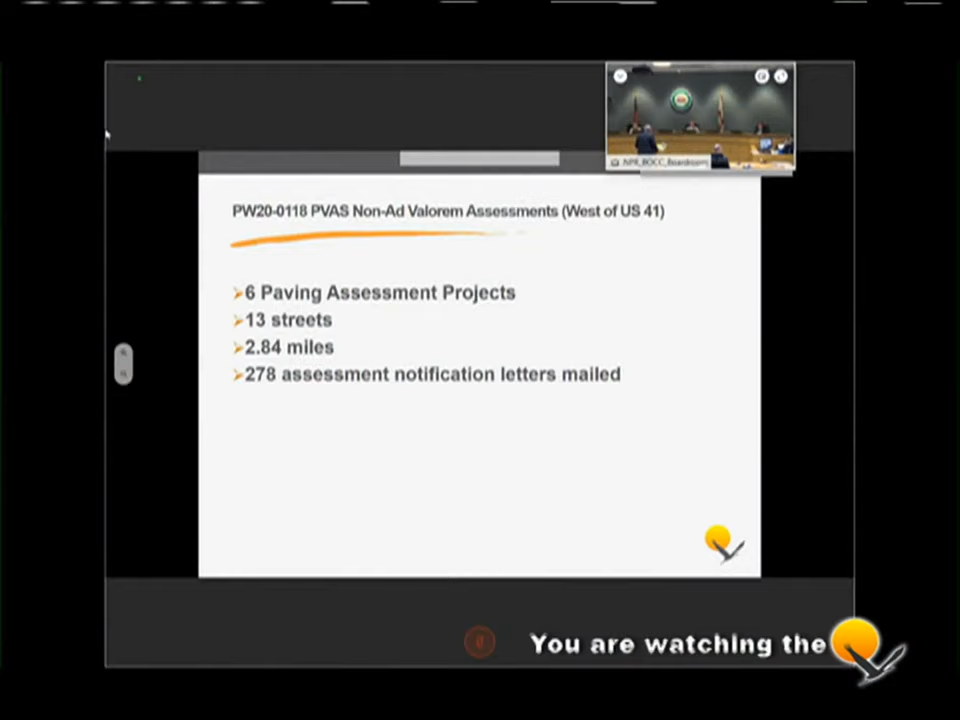 NPR_BOCC_Boardroom
PW20-0118 PVAS Non-Ad Valorem Assessments (West of US 41)
6 Paving Assessment Projects
13 streets
2.84 miles
278 assessment notification letters mailed
You are watching the